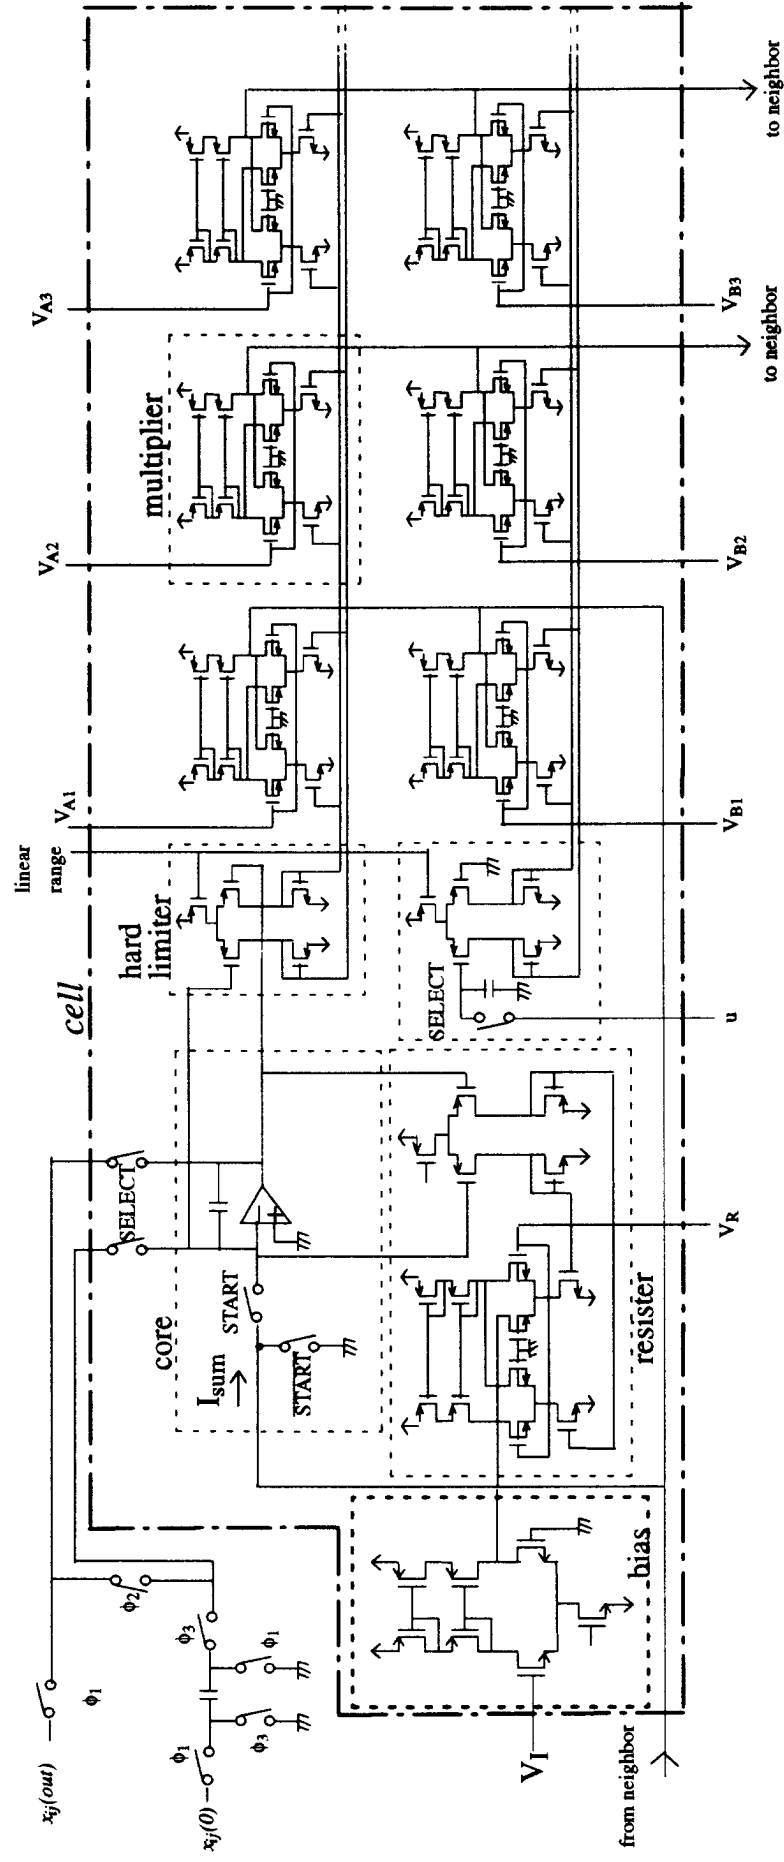 x_ij(out)
ϕ1
x_ij(0)
ϕ1
ϕ3
ϕ3
ϕ1
ϕ2
SELECT
cell
core
I_sum
START
START
hard
limiter
linear
range
V_A1
V_A2
V_A3
multiplier
V_I
bias
resister
V_R
SELECT
u
V_B1
V_B2
V_B3
from neighbor
to neighbor
to neighbor